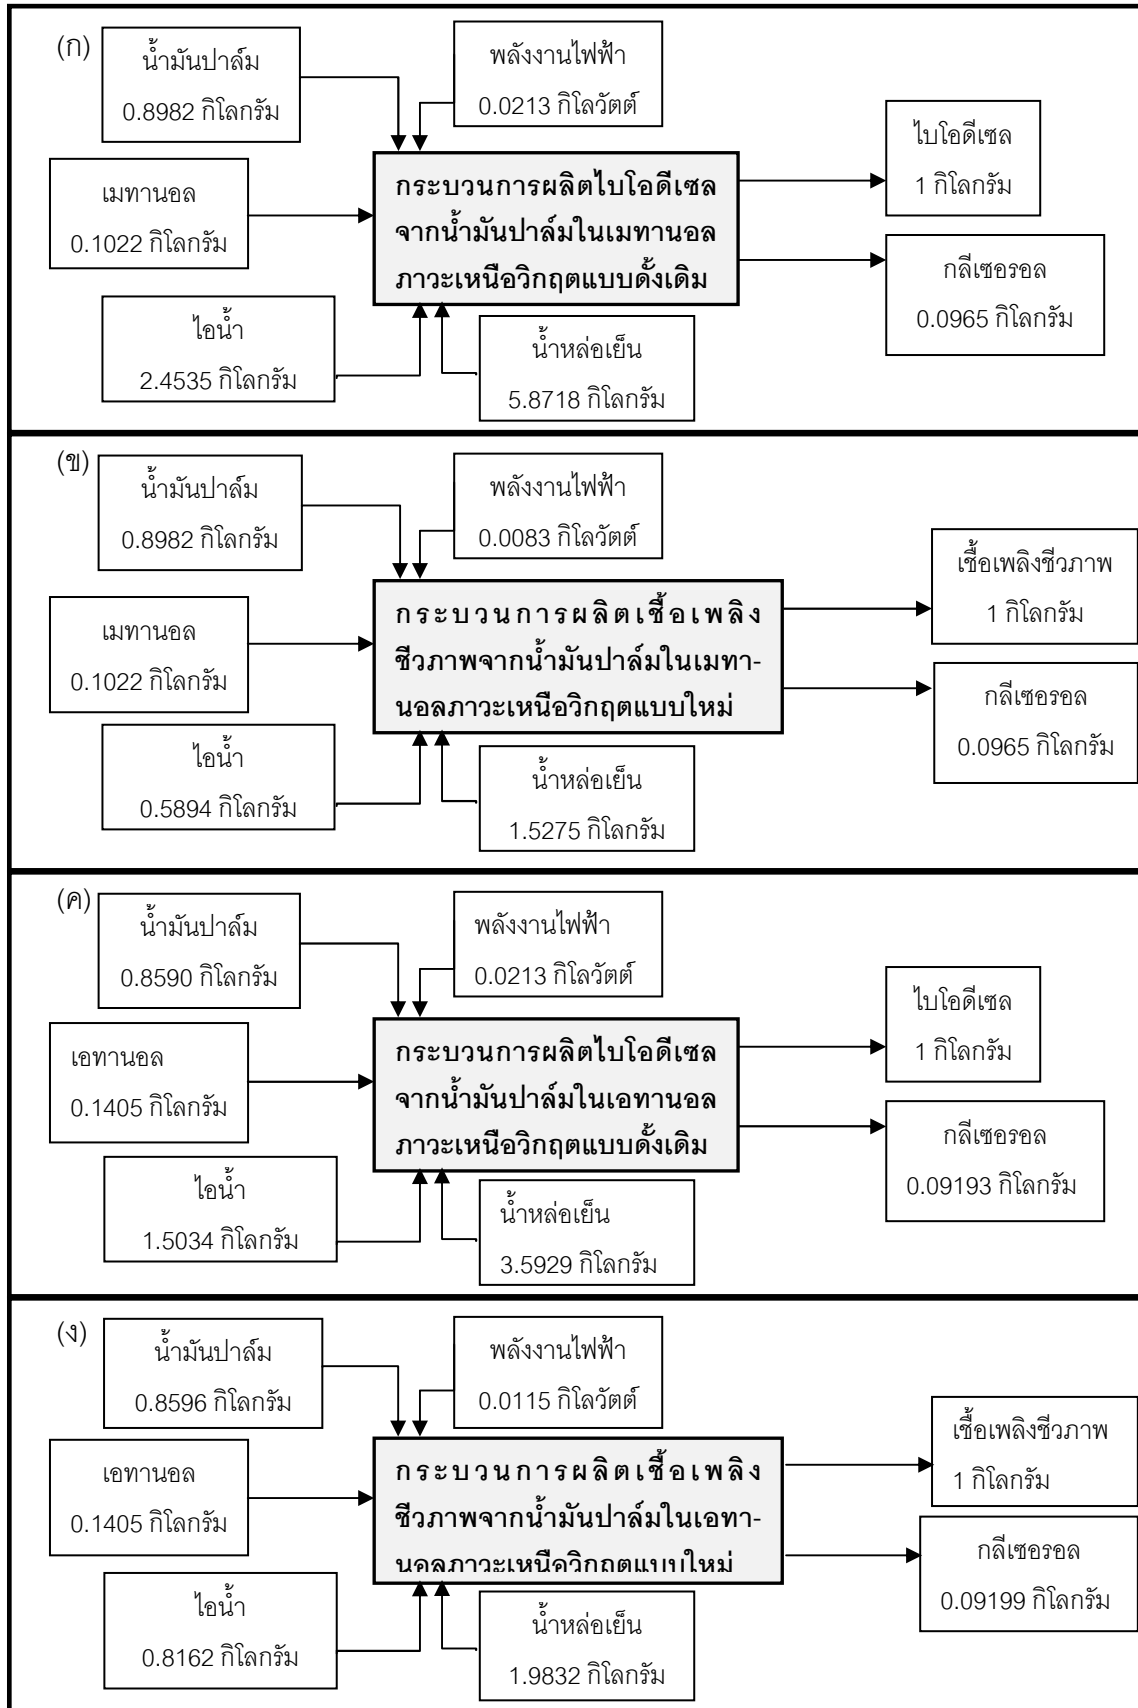 (ก)
น้ำมันปาล์ม
0.8982 กิโลกรัม
พลังงานไฟฟ้า
0.0213 กิโลวัตต์
เมทานอล
0.1022 กิโลกรัม
กระบวนการผลิตไบโอดีเซล
จากน้ำมันปาล์มในเมทานอล
ภาวะเหนือวิกฤตแบบดั้งเดิม
ไบโอดีเซล
1 กิโลกรัม
กลีเซอรอล
0.0965 กิโลกรัม
ไอน้ำ
2.4535 กิโลกรัม
น้ำหล่อเย็น
5.8718 กิโลกรัม
(ข)
น้ำมันปาล์ม
0.8982 กิโลกรัม
พลังงานไฟฟ้า
0.0083 กิโลวัตต์
เมทานอล
0.1022 กิโลกรัม
กระบวนการผลิตเชื้อเพลิง
ชีวภาพจากน้ำมันปาล์มในเมทา-
นอลภาวะเหนือวิกฤตแบบใหม่
เชื้อเพลิงชีวภาพ
1 กิโลกรัม
กลีเซอรอล
0.0965 กิโลกรัม
ไอน้ำ
0.5894 กิโลกรัม
น้ำหล่อเย็น
1.5275 กิโลกรัม
(ค)
น้ำมันปาล์ม
0.8590 กิโลกรัม
พลังงานไฟฟ้า
0.0213 กิโลวัตต์
เอทานอล
0.1405 กิโลกรัม
กระบวนการผลิตไบโอดีเซล
จากน้ำมันปาล์มในเอทานอล
ภาวะเหนือวิกฤตแบบดั้งเดิม
ไบโอดีเซล
1 กิโลกรัม
กลีเซอรอล
0.09193 กิโลกรัม
ไอน้ำ
1.5034 กิโลกรัม
น้ำหล่อเย็น
3.5929 กิโลกรัม
(ง)
น้ำมันปาล์ม
0.8596 กิโลกรัม
พลังงานไฟฟ้า
0.0115 กิโลวัตต์
เอทานอล
0.1405 กิโลกรัม
กระบวนการผลิตเชื้อเพลิง
ชีวภาพจากน้ำมันปาล์มในเอทา-
นอลภาวะเหนือวิกฤตแบบใหม่
เชื้อเพลิงชีวภาพ
1 กิโลกรัม
กลีเซอรอล
0.09199 กิโลกรัม
ไอน้ำ
0.8162 กิโลกรัม
น้ำหล่อเย็น
1.9832 กิโลกรัม